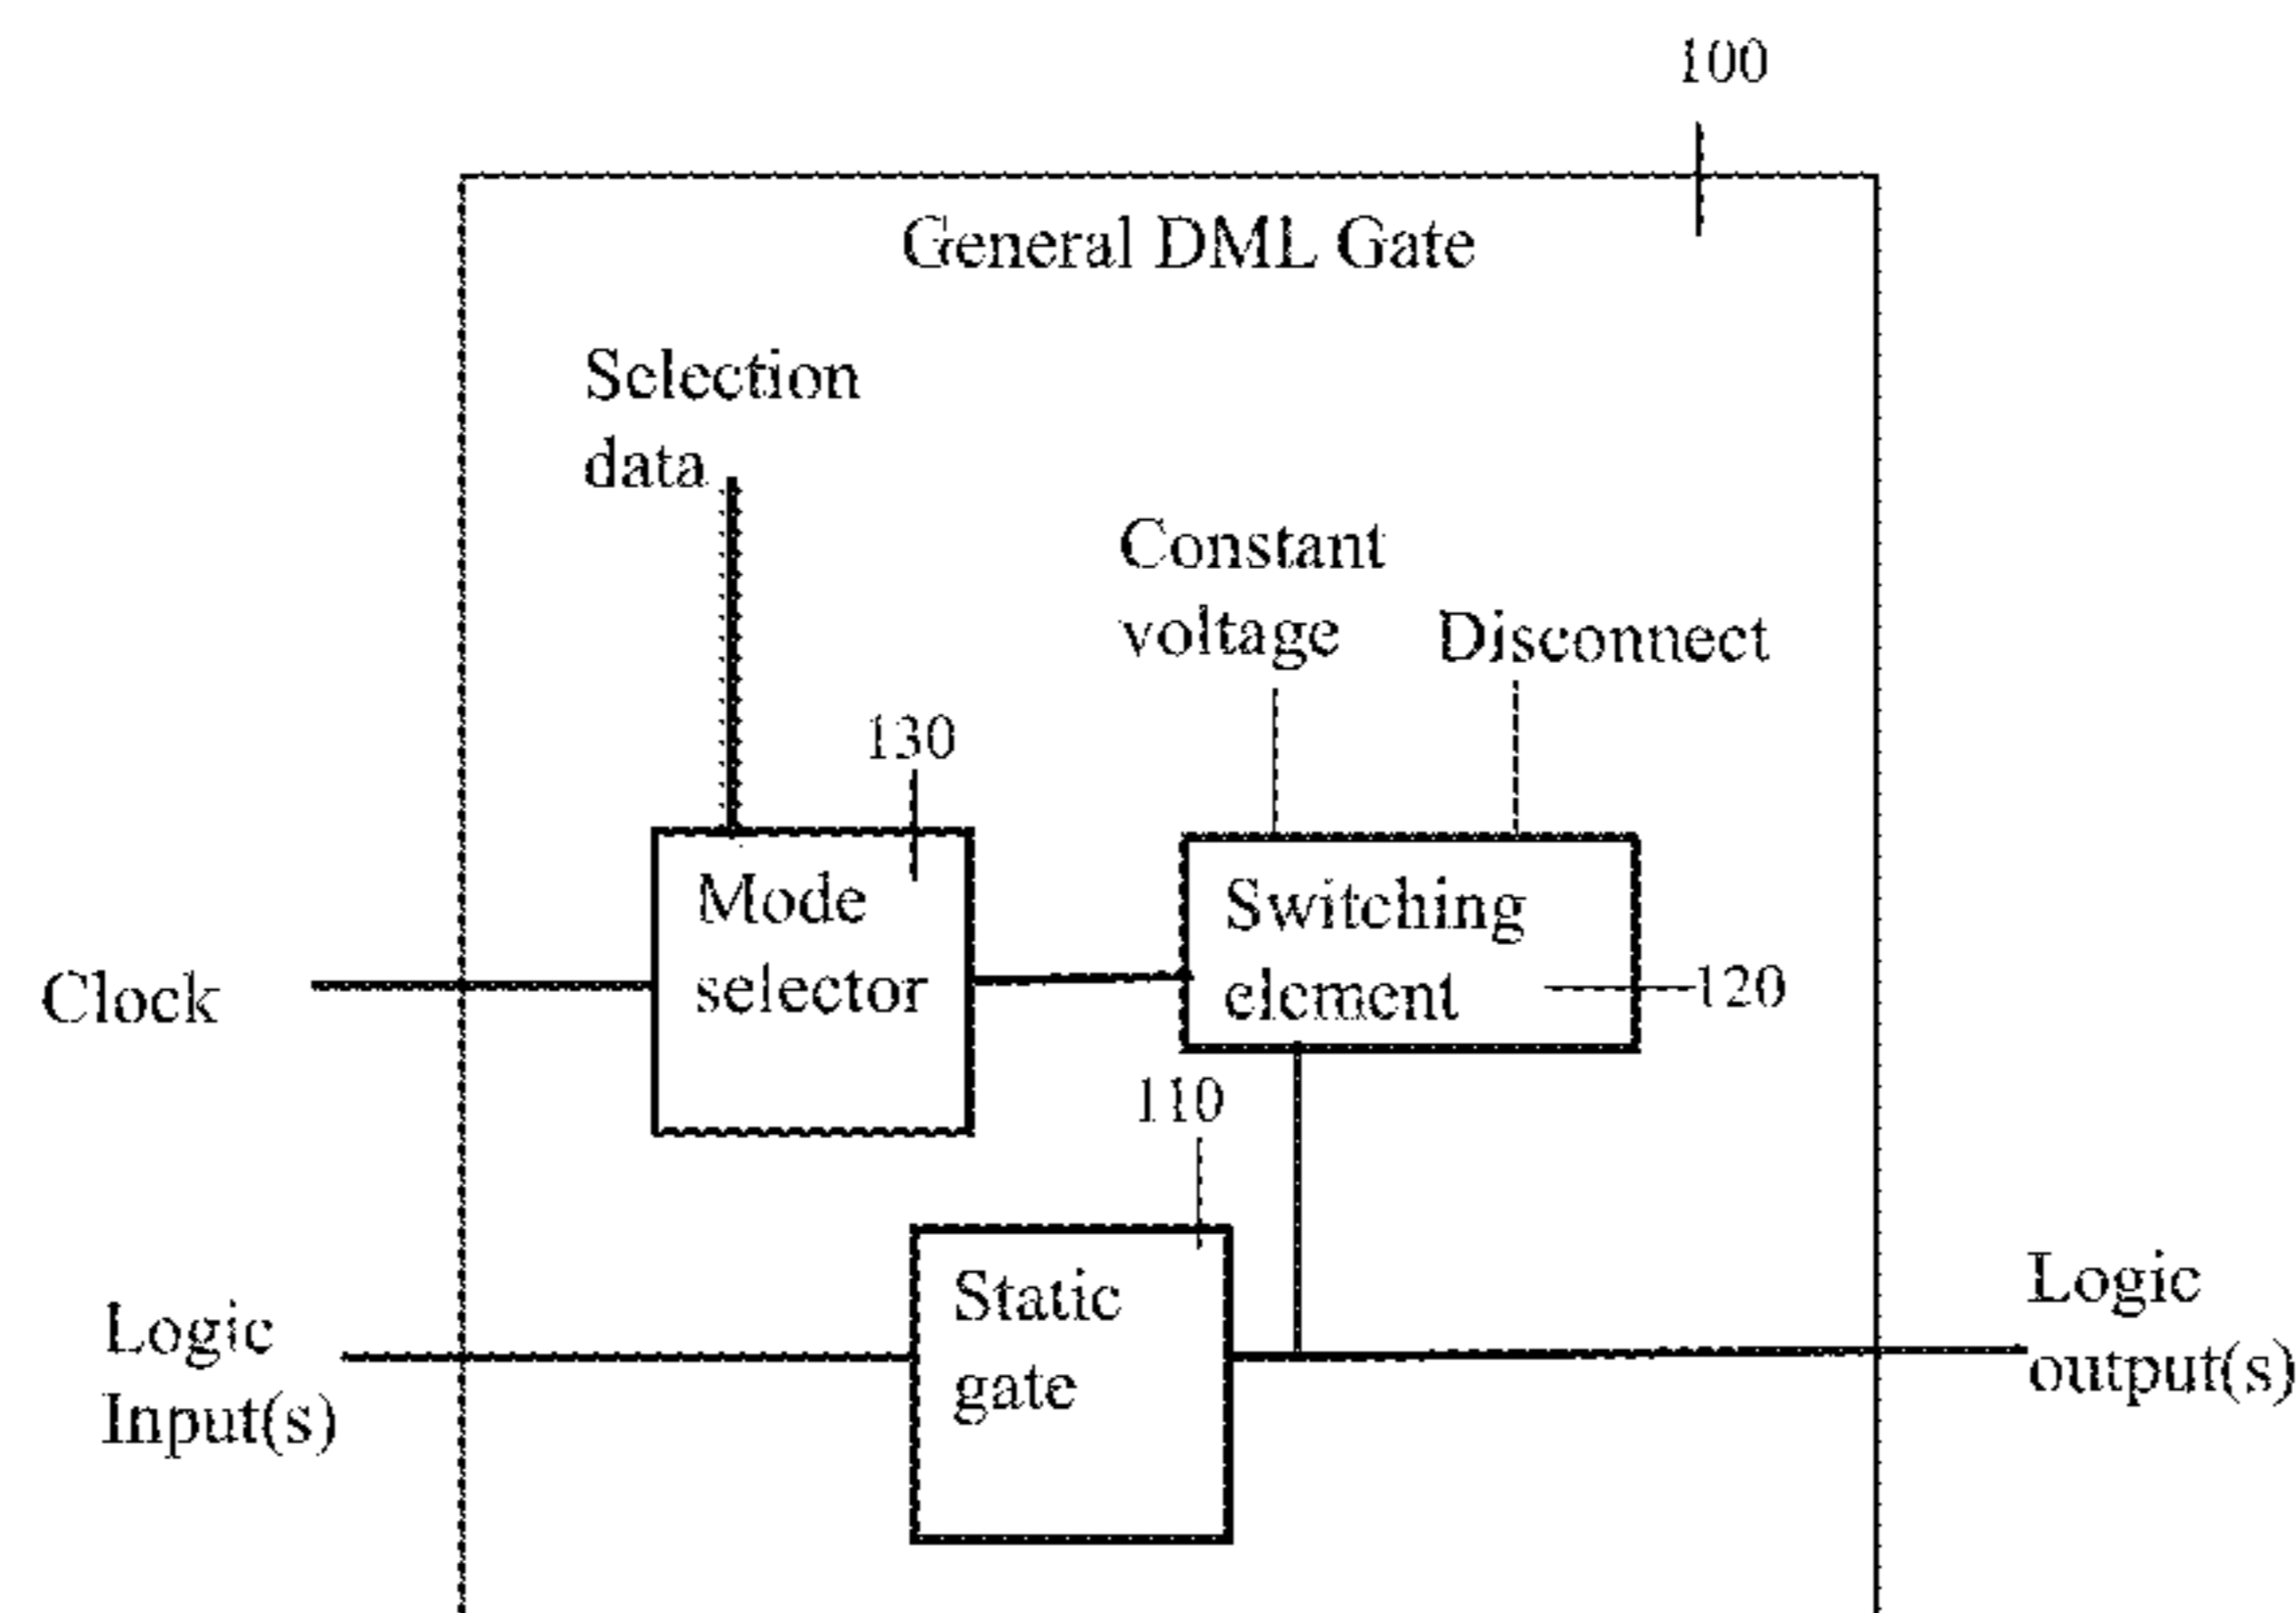 100
General DML Gate
Selection
data
Constant
voltage
Disconnect
130
Mode
selector
Switching
element
120
Clock
110
Static
gate
Logic
Input(s)
Logic
output(s)